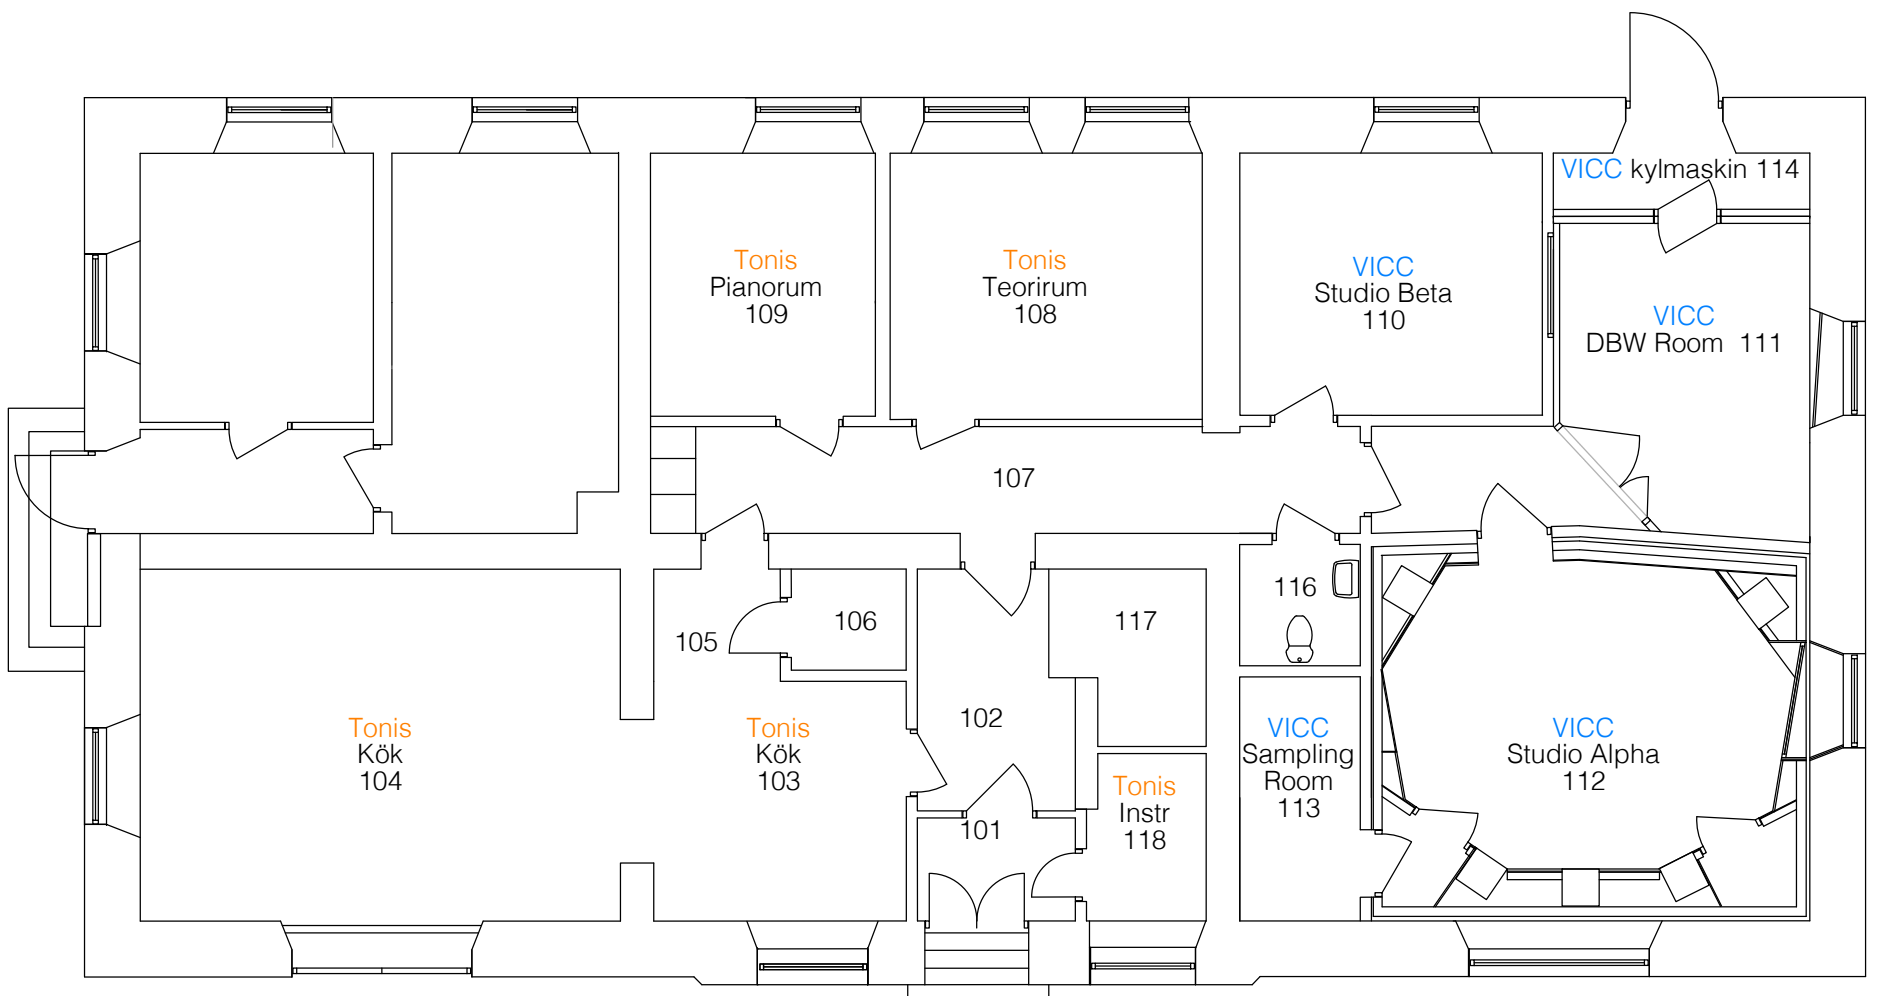 VICC kylmaskin 114
Tonis
Pianorum
109
Tonis
Teorirum
108
VICC
Studio Beta
110
VICC
DBW Room 111
107
105
106
116
117
102
101
Tonis
Kök
104
Tonis
Kök
103
Tonis
Instr
118
VICC
Sampling
Room
113
VICC
Studio Alpha
112